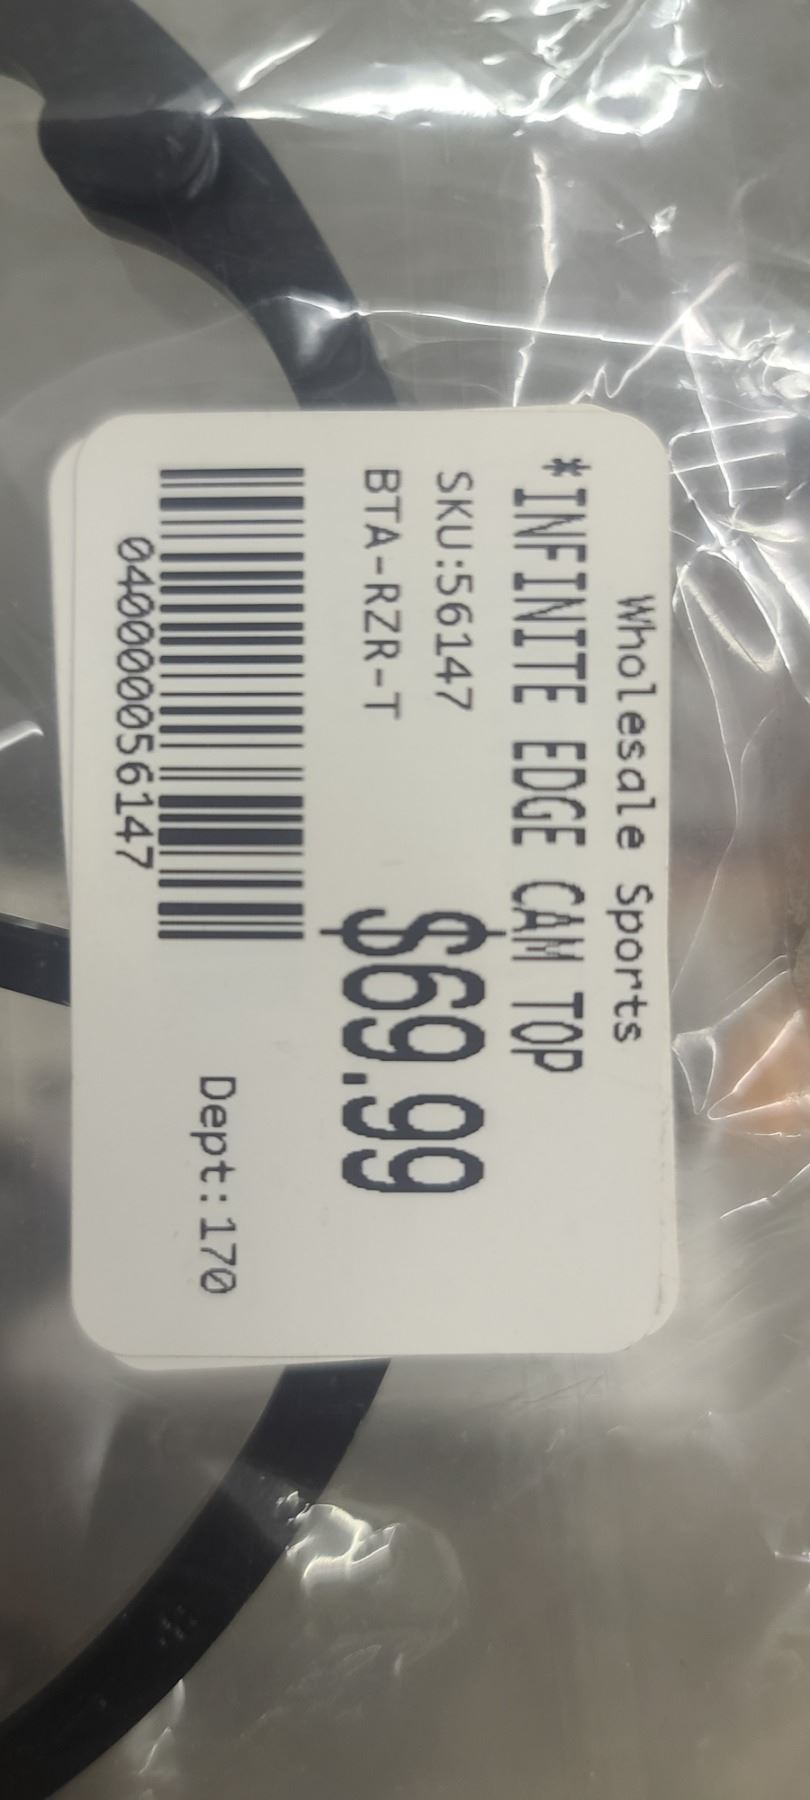 Wholesale Sports
*INFINITE EDGE CAM TOP
SKU:56147
BTA-RZR-T
$69.99
0400000056147
Dept:170